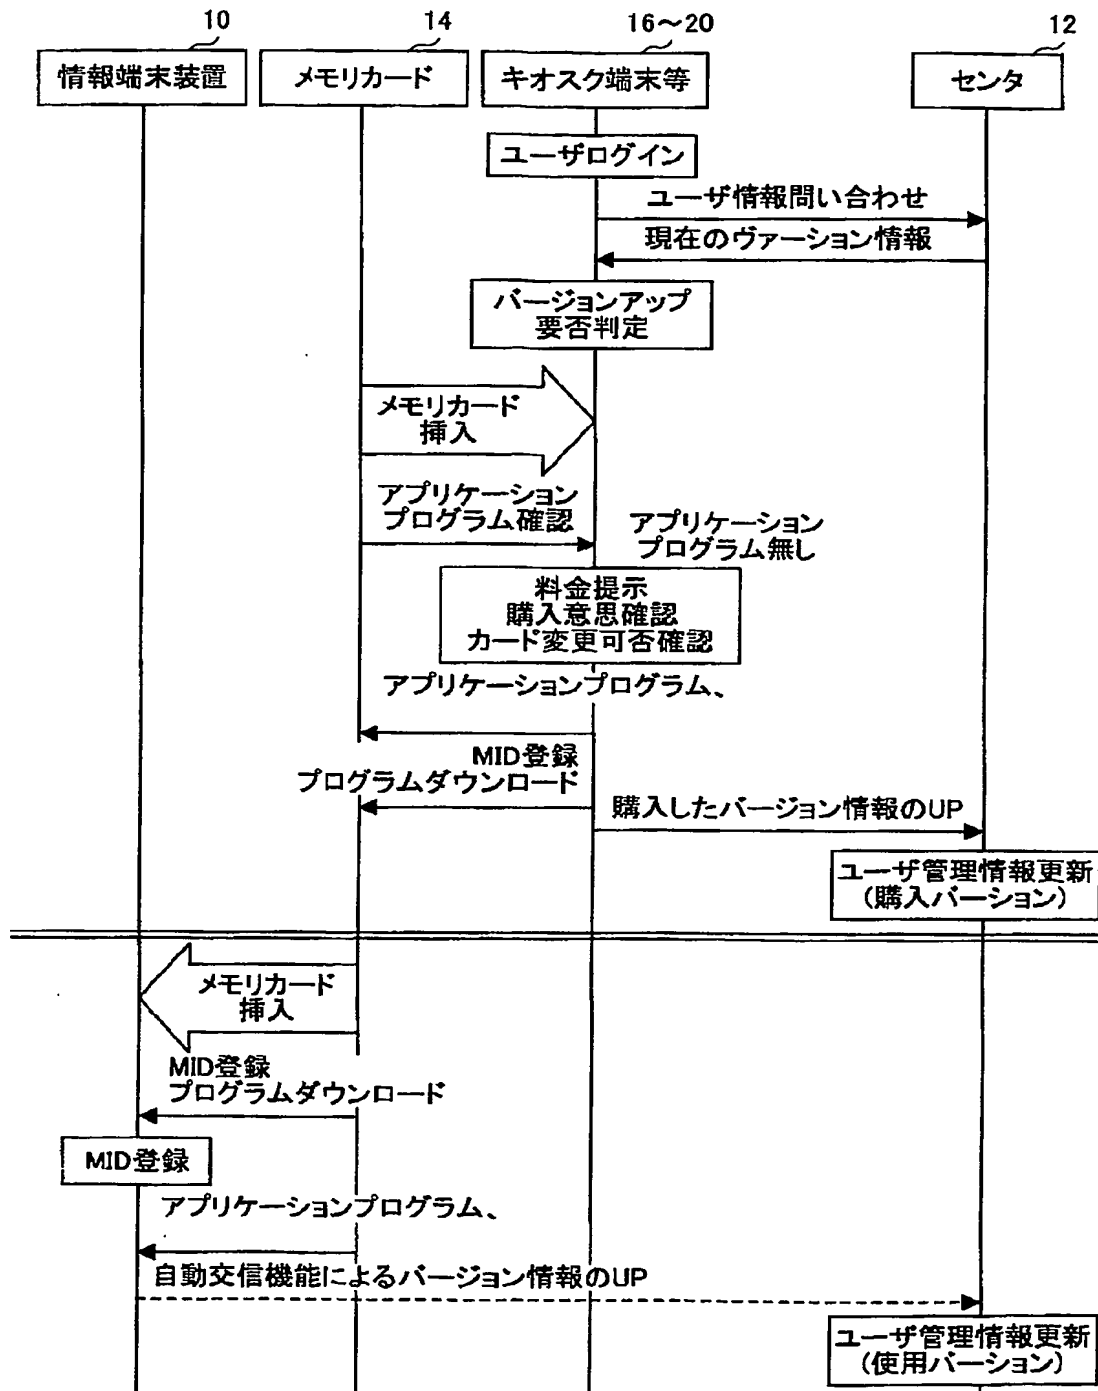 10
14
16～20
12
情報端末装置
メモリカード
キオスク端末等
センタ
ユーザログイン
ユーザ情報問い合わせ
現在のヴァーション情報
バージョンアップ
要否判定
メモリカード
挿入
アプリケーション
プログラム確認
アプリケーション
プログラム無し
料金提示
購入意思確認
カード変更可否確認
アプリケーションプログラム、
MID登録
プログラムダウンロード
購入したバージョン情報のUP
ユーザ管理情報更新
(購入バーション)
メモリカード
挿入
MID登録
プログラムダウンロード
MID登録
アプリケーションプログラム、
自動交信機能によるバージョン情報のUP
ユーザ管理情報更新
(使用バーション)